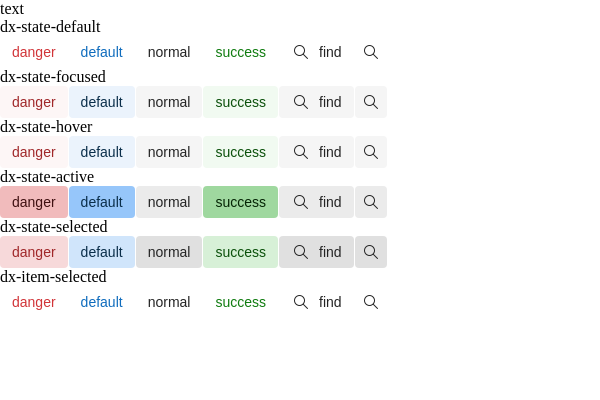 text
dx-state-default
danger default normal success find
dx-state-focused
danger default normal success find
dx-state-hover
danger default normal success find
dx-state-active
danger default normal success find
dx-state-selected
danger default normal success find
dx-item-selected
danger default normal success find